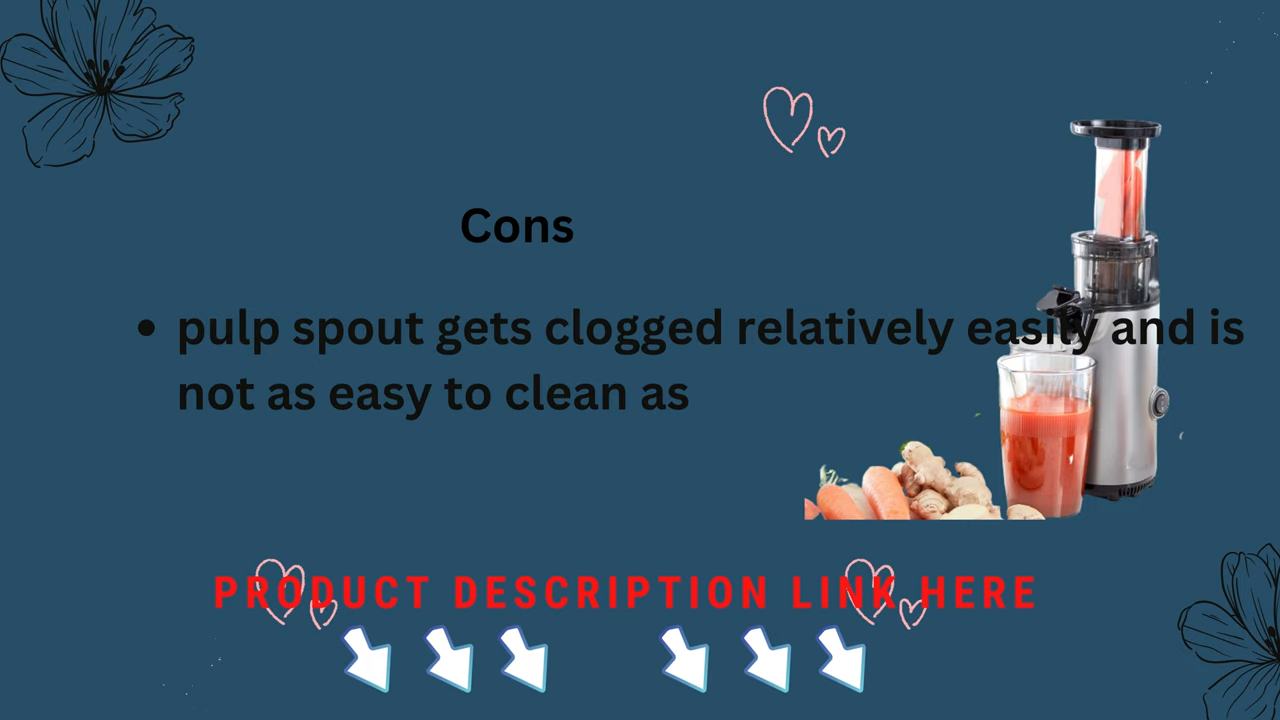 Cons
• pulp spout gets clogged relatively easily and is
not as easy to clean as
PRODUCT DESCRIPTION LINK HERE